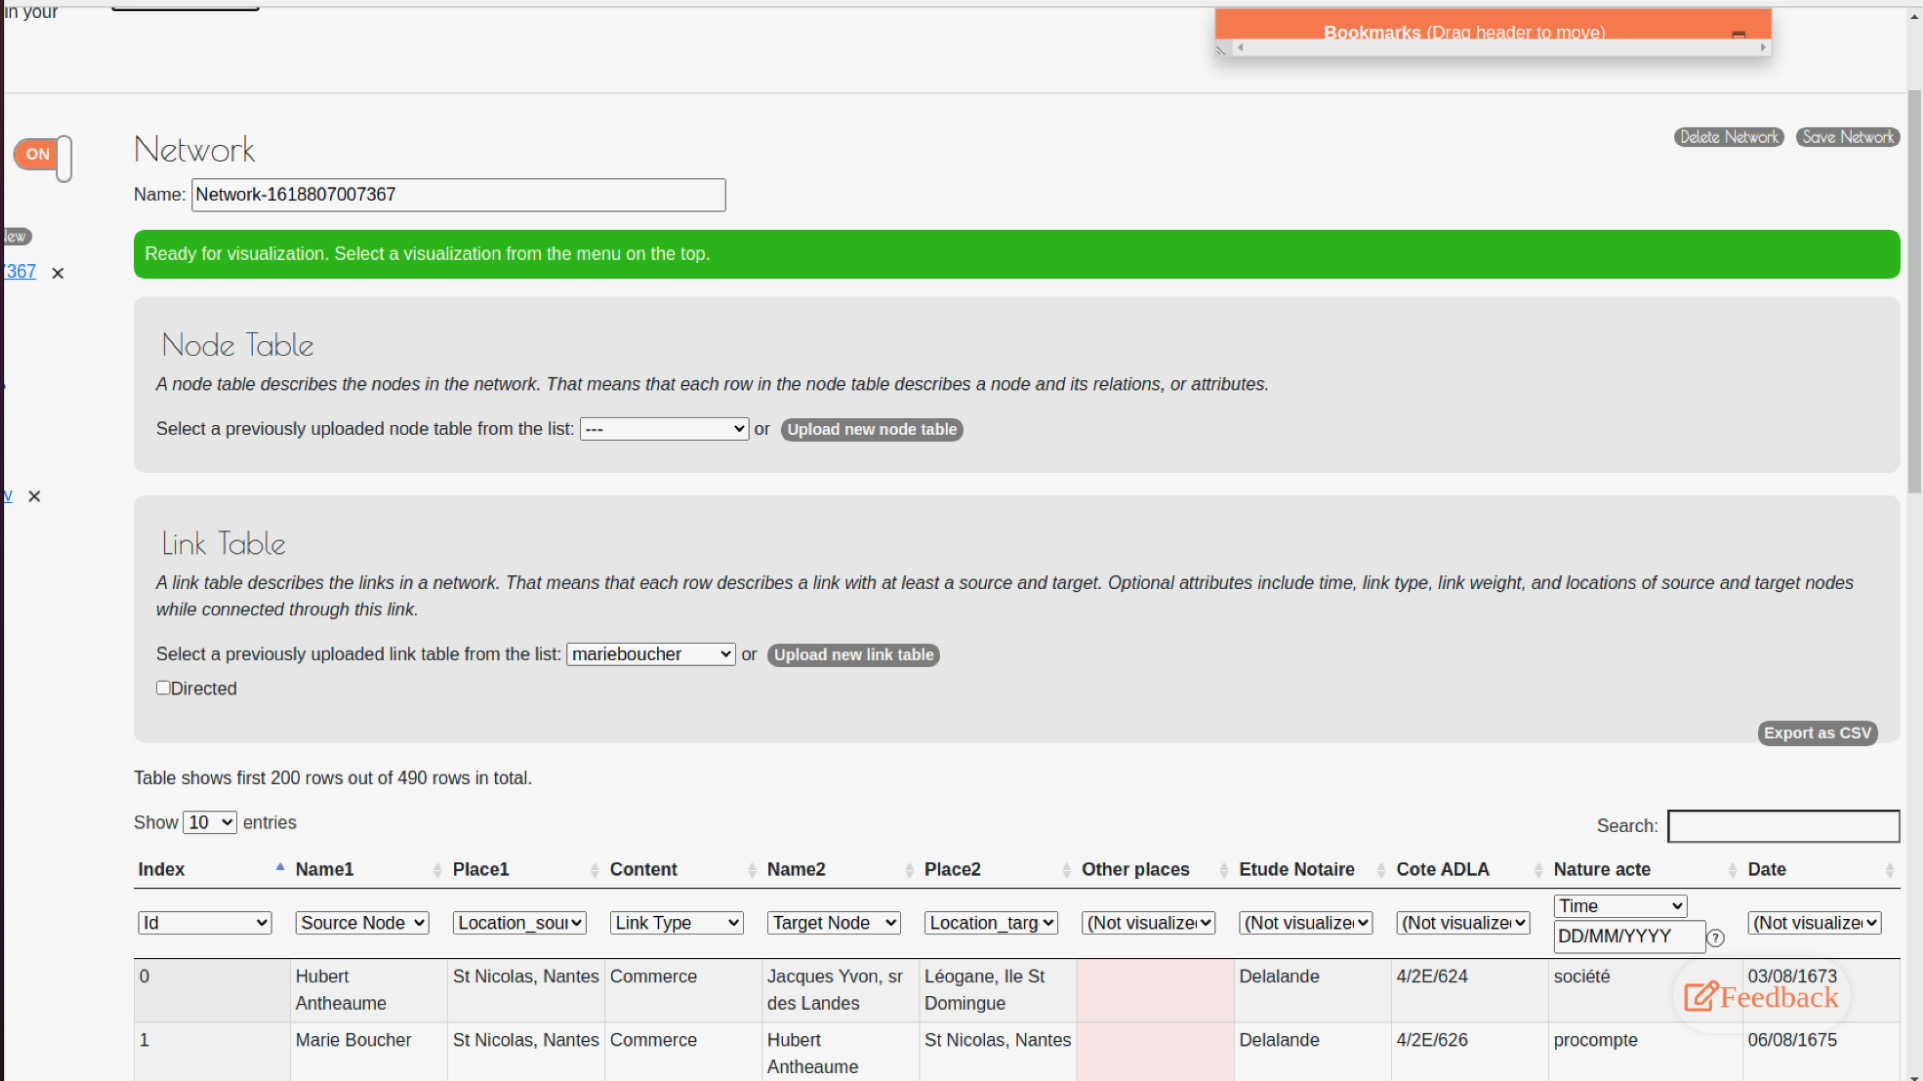 in your
Bookmarks (Drag header to move)
ON
Network
Delete Network
Save Network
Name: Network-1618807007367
New
7367 ×
Ready for visualization. Select a visualization from the menu on the top.
Node Table
A node table describes the nodes in the network. That means that each row in the node table describes a node and its relations, or attributes.
Select a previously uploaded node table from the list: --- or Upload new node table
v ×
Link Table
A link table describes the links in a network. That means that each row describes a link with at least a source and target. Optional attributes include time, link type, link weight, and locations of source and target nodes
while connected through this link.
Select a previously uploaded link table from the list: marieboucher or Upload new link table
Directed
Export as CSV
Table shows first 200 rows out of 490 rows in total.
Show 10 entries
Search:
Index Name1 Place1 Content Name2 Place2 Other places Etude Notaire Cote ADLA Nature acte Date
Id Source Node Location_sour Link Type Target Node Location_targ (Not visualized (Not visualized (Not visualized Time (Not visualized
DD/MM/YYYY ?
0 Hubert St Nicolas, Nantes Commerce Jacques Yvon, sr Léogane, Ile St Delalande 4/2E/624 société 03/08/1673
Antheaume des Landes Domingue
Feedback
1 Marie Boucher St Nicolas, Nantes Commerce Hubert St Nicolas, Nantes Delalande 4/2E/626 procompte 06/08/1675
Antheaume